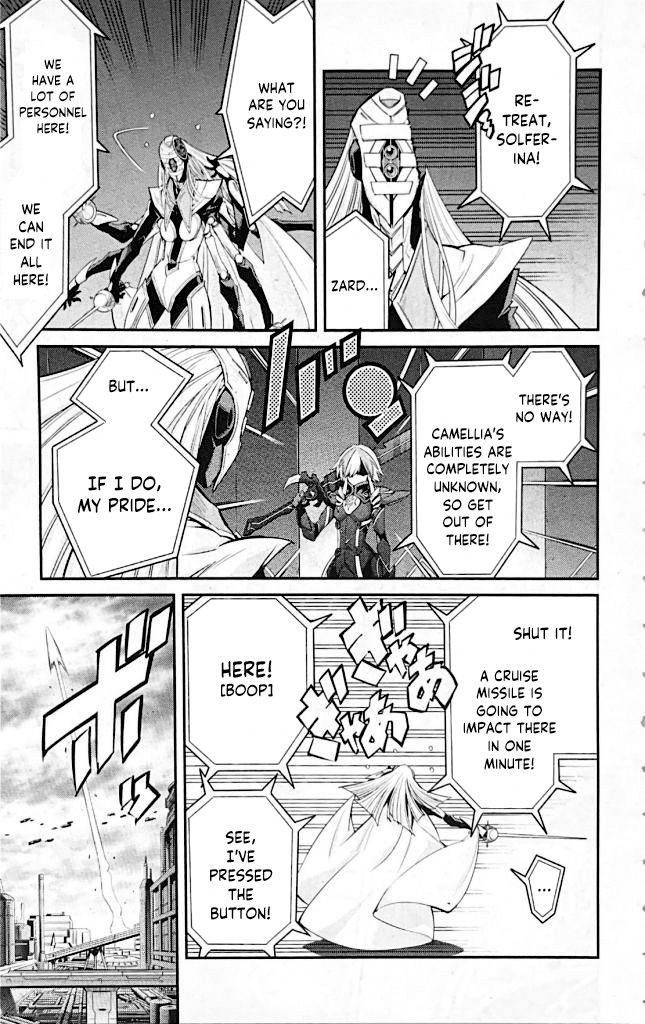 RE-
TREAT,
SOLFER-
INA!
ZARD...
WHAT
ARE YOU
SAYING?!
WE
HAVE A
LOT OF
PERSONNEL
HERE!
WE
CAN
END IT
ALL
HERE!
THERE'S
NO WAY!
CAMELLIA'S
ABILITIES ARE
COMPLETELY
UNKNOWN,
SO GET
OUT OF
THERE!
BUT...
IF I DO,
MY PRIDE...
SHUT IT!
A CRUISE
MISSILE IS
GOING TO
IMPACT THERE
IN ONE
MINUTE!
...
HERE!
[BOOP]
SEE,
I'VE
PRESSED
THE
BUTTON!